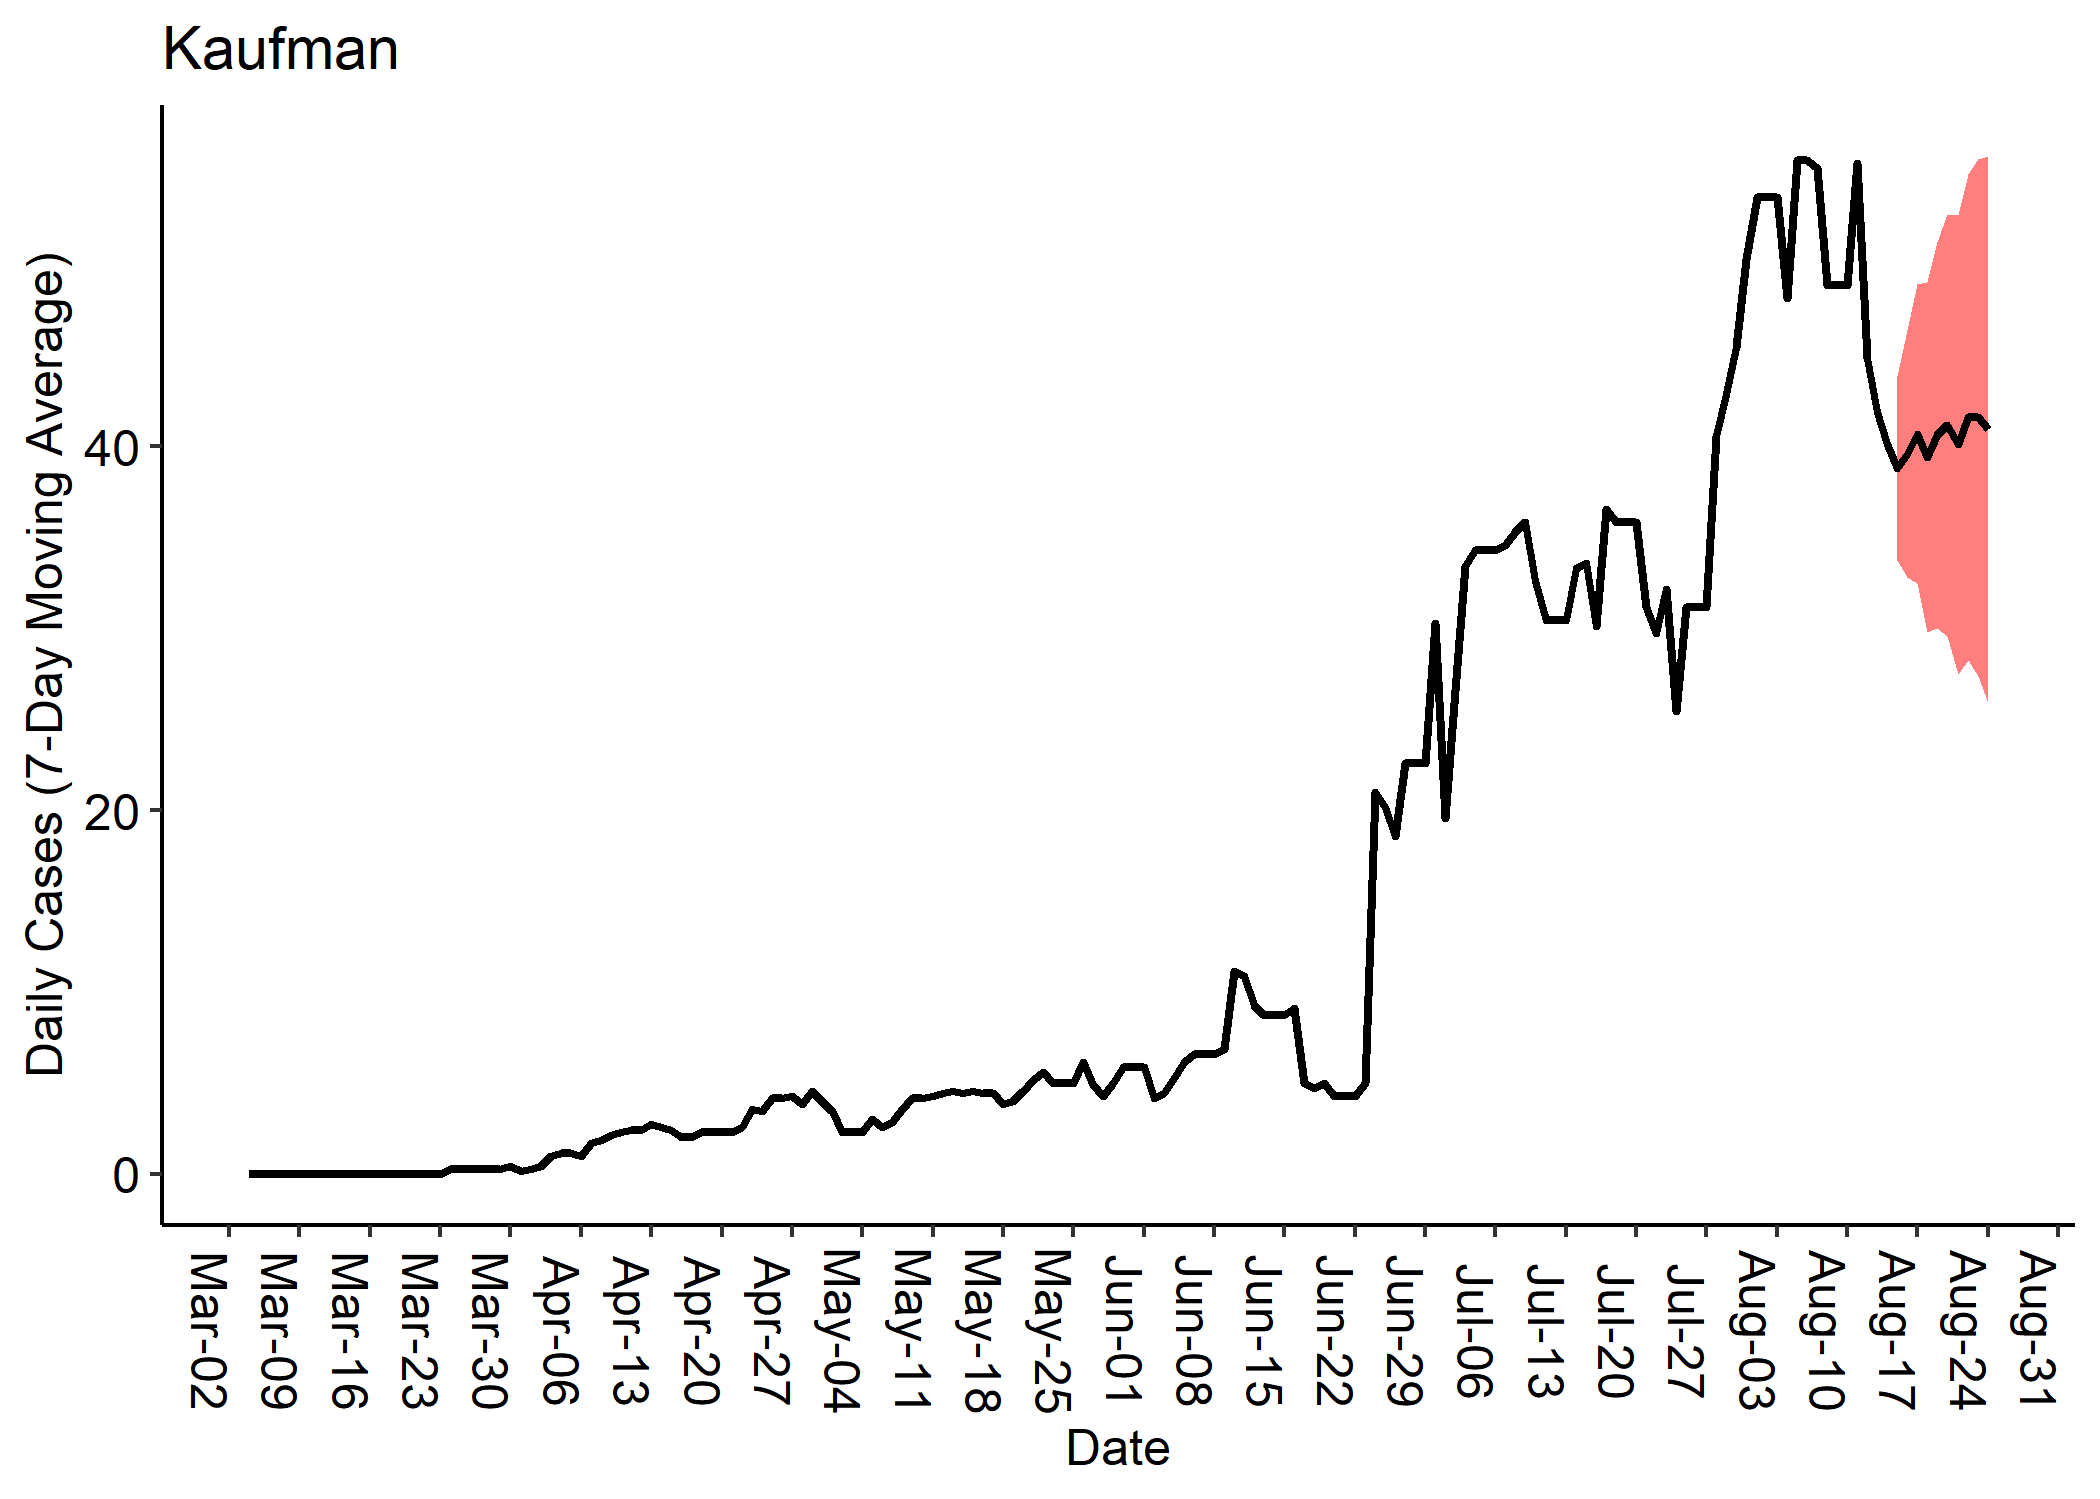 Kaufman
Daily Cases (7-Day Moving Average)
40
20
0
Mar-02
Mar-09
Mar-16
Mar-23
Mar-30
Apr-06
Apr-13
Apr-20
Apr-27
May-04
May-11
May-18
May-25
Jun-01
Jun-08
Jun-15
Jun-22
Jun-29
Jul-06
Jul-13
Jul-20
Jul-27
Aug-03
Aug-10
Aug-17
Aug-24
Aug-31
Date